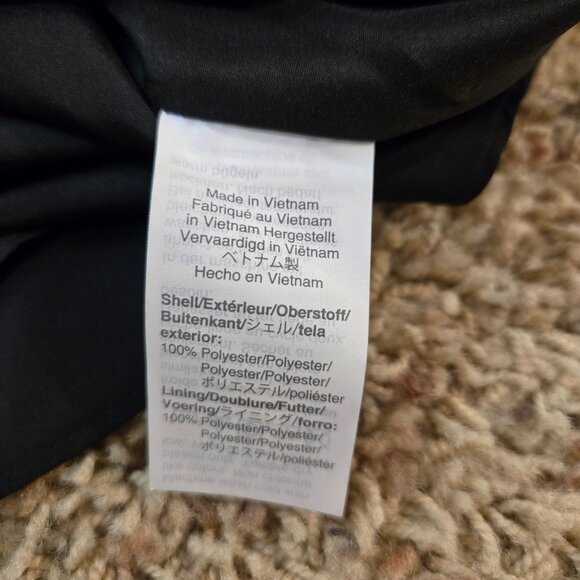 Made in Vietnam
Fabriqué au Vietnam
in Vietnam Hergestellt
Vervaardigd in Viëtnam
ベトナム製
Hecho en Vietnam
Shell/Extérieur/Oberstoff/
Buitenkant/シェル/tela
exterior:
100% Polyester/Polyester/
Polyester/Polyester/
ポリエステル/poliéster
Lining/Doublure/Futter/
Voering/ライニング/forro:
100% Polyester/Polyester/
Polyester/Polyester/
ポリエステル/poliéster